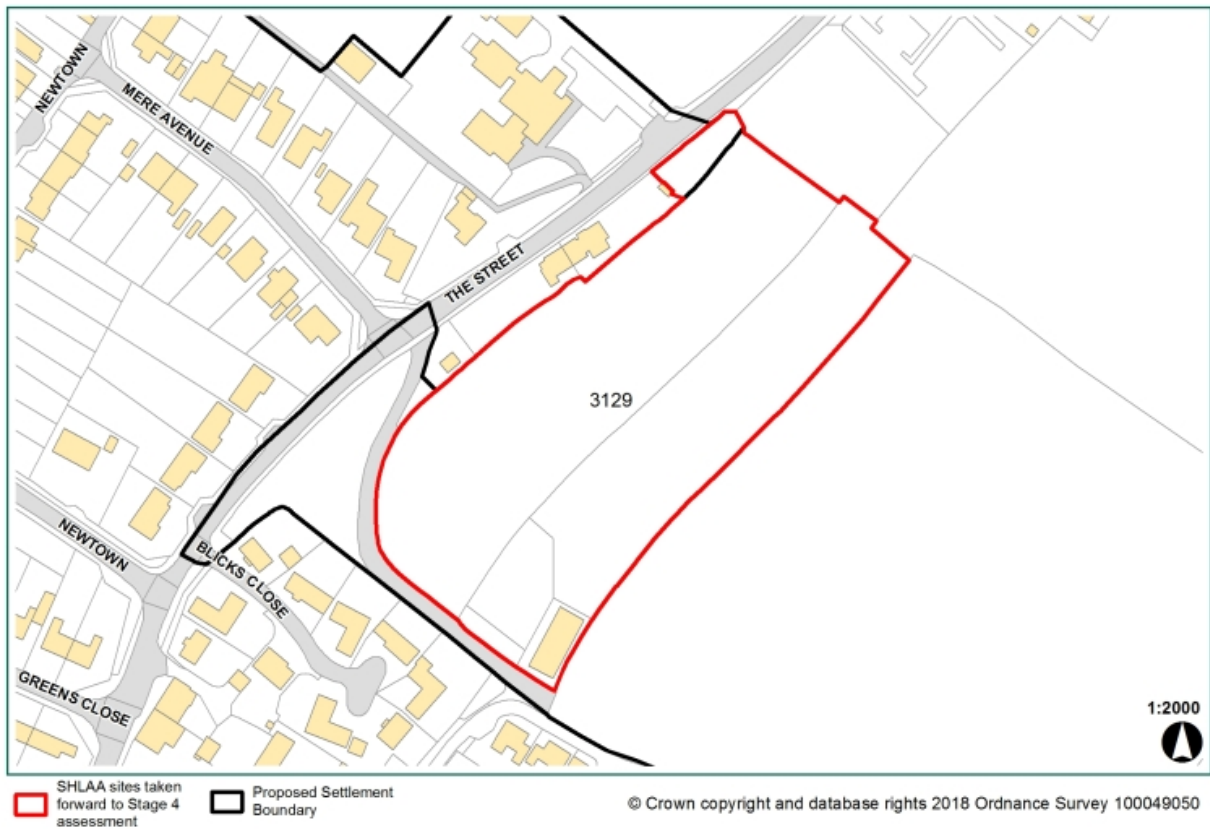 NEWTOWN
MERE AVENUE
THE STREET
3129
NEWTOWN
BLICKS CLOSE
GREENS CLOSE
1:2000
SHLAA sites taken
forward to Stage 4
assessment
Proposed Settlement
Boundary
© Crown copyright and database rights 2018 Ordnance Survey 100049050